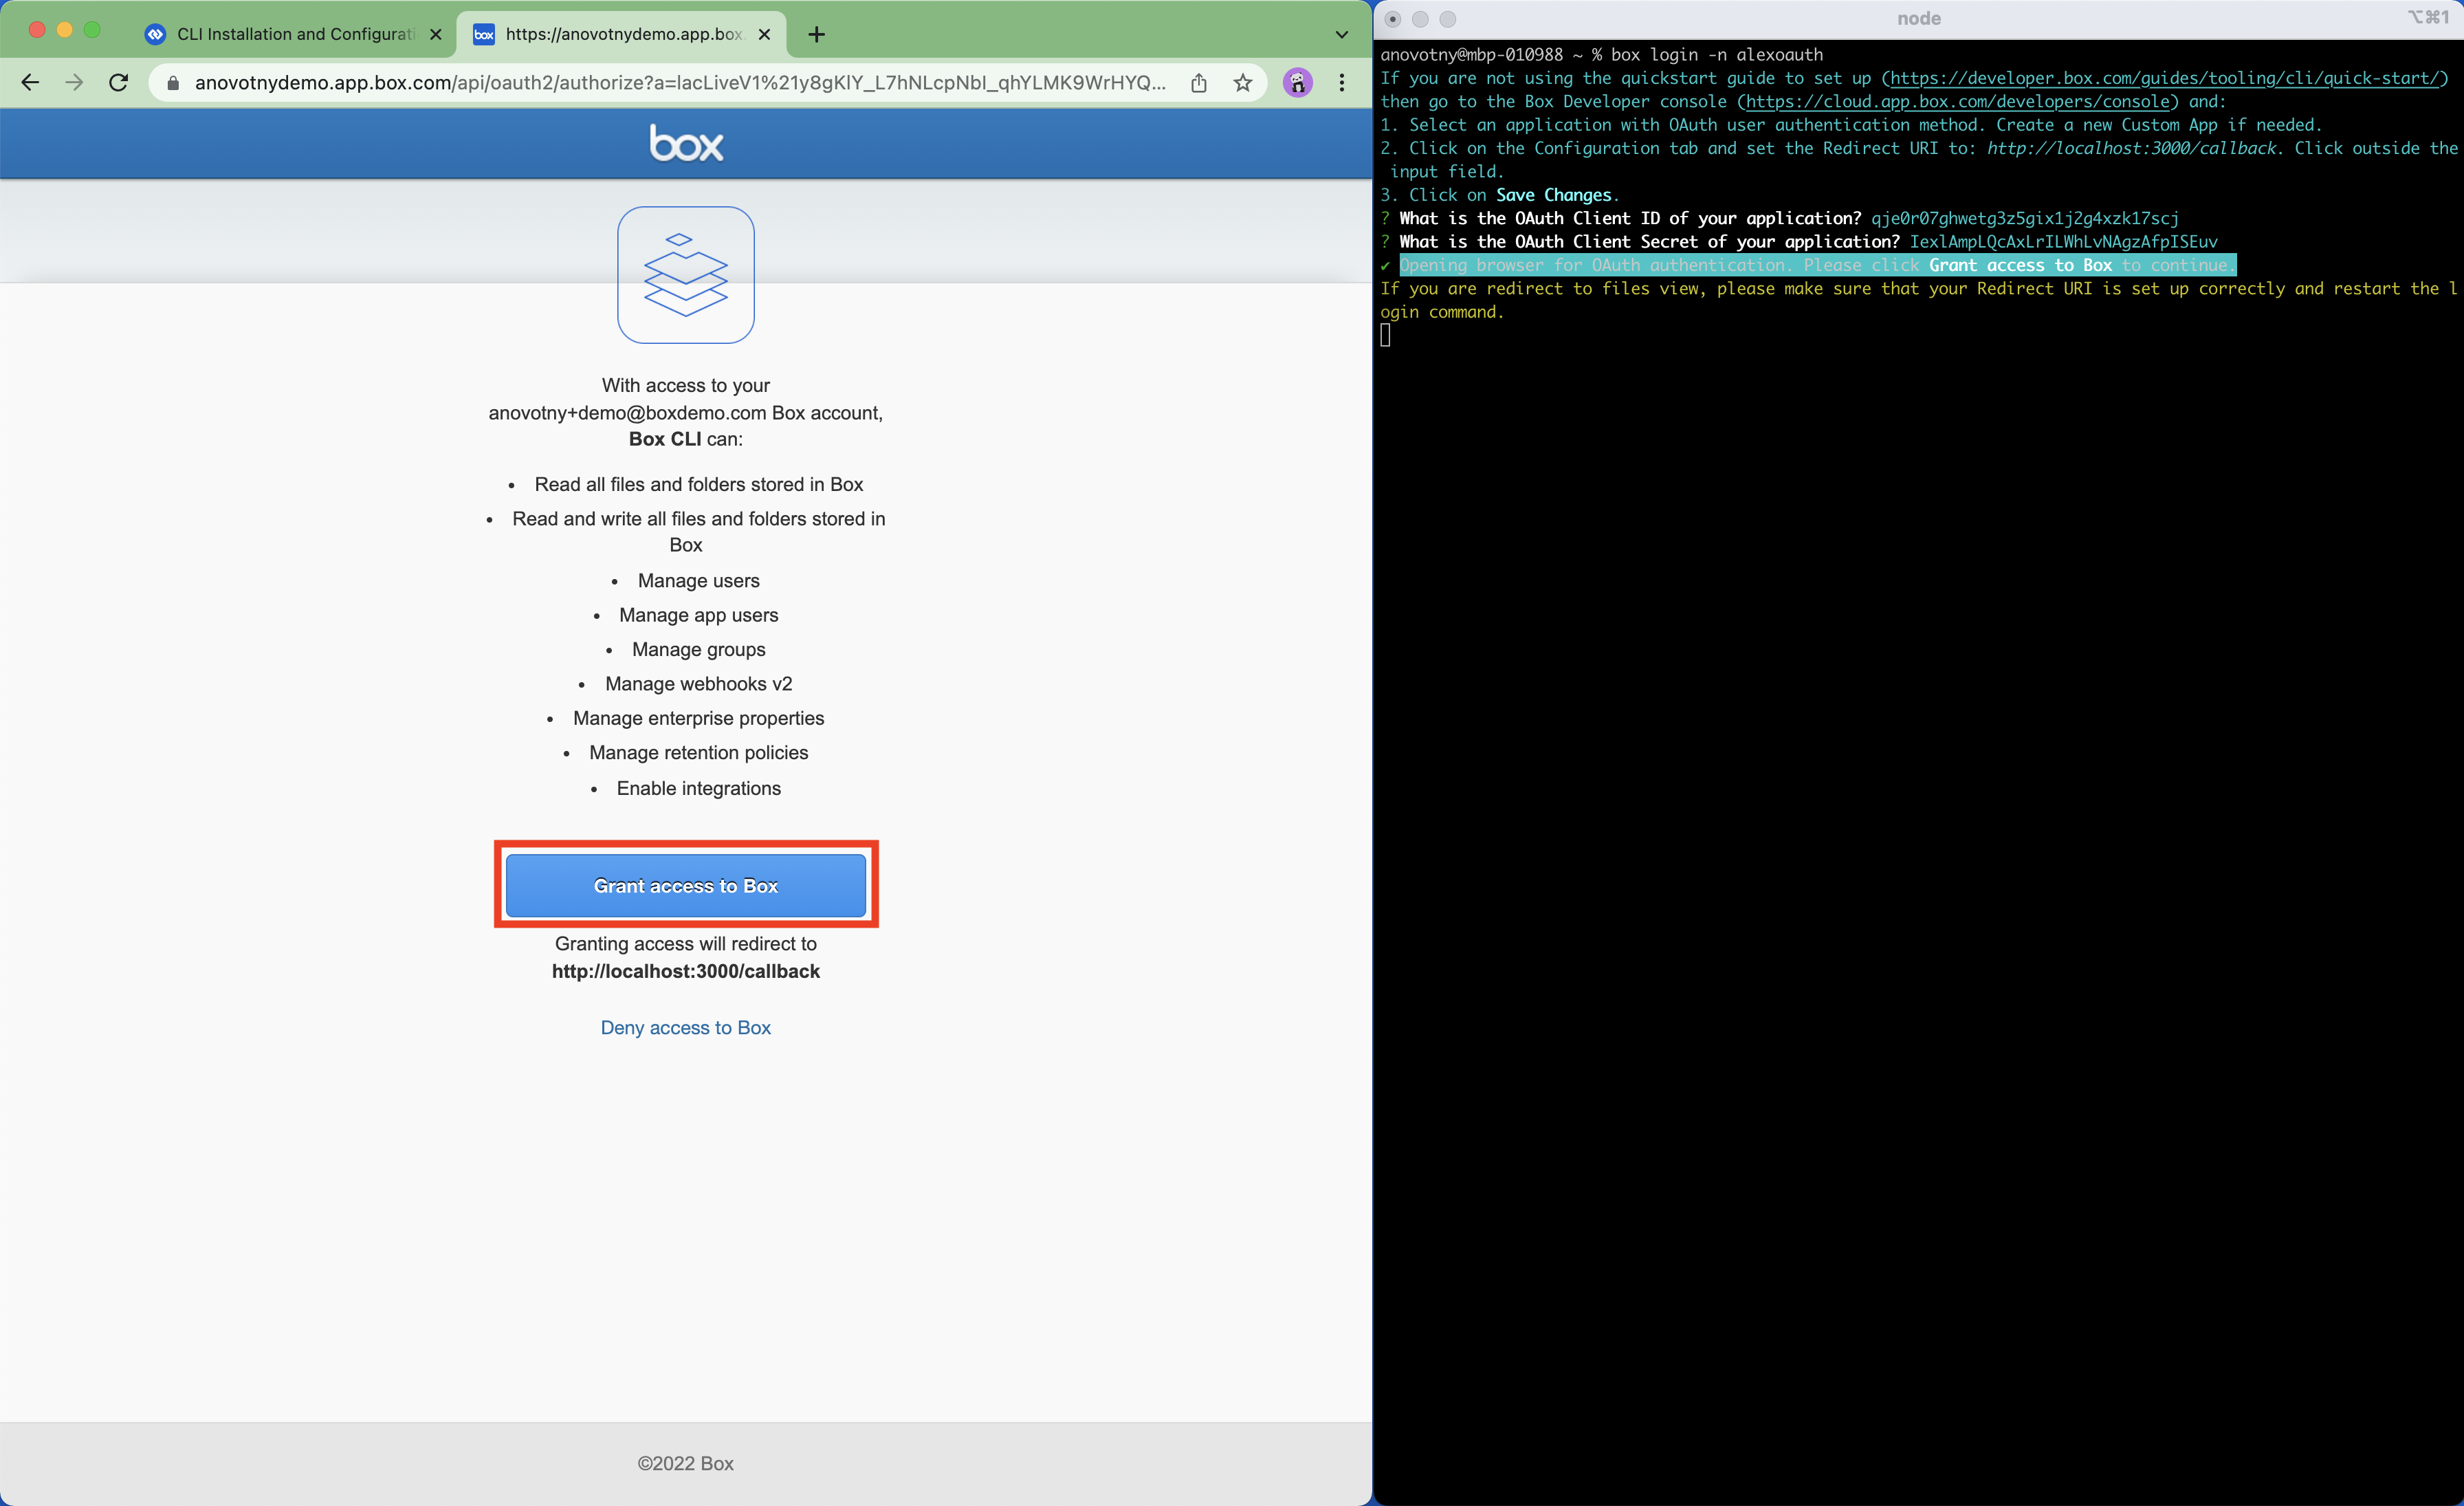 CLI Installation and Configurati
box https://anovotnydemo.app.box.
anovotnydemo.app.box.com/api/oauth2/authorize?a=lacLiveV1%21y8gKlY_L7hNLcpNbl_qhYLMK9WrHYQ...
box
With access to your
anovotny+demo@boxdemo.com Box account,
Box CLI can:
• Read all files and folders stored in Box
• Read and write all files and folders stored in
Box
• Manage users
• Manage app users
• Manage groups
• Manage webhooks v2
• Manage enterprise properties
• Manage retention policies
• Enable integrations
Grant access to Box
Granting access will redirect to
http://localhost:3000/callback
Deny access to Box
©2022 Box
node
⌥⌘1
anovotny@mbp-010988 ~ % box login -n alexoauth
If you are not using the quickstart guide to set up (https://developer.box.com/guides/tooling/cli/quick-start/)
then go to the Box Developer console (https://cloud.app.box.com/developers/console) and:
1. Select an application with OAuth user authentication method. Create a new Custom App if needed.
2. Click on the Configuration tab and set the Redirect URI to: http://localhost:3000/callback. Click outside the
input field.
3. Click on Save Changes.
? What is the OAuth Client ID of your application? qje0r07ghwetg3z5gix1j2g4xzk17scj
? What is the OAuth Client Secret of your application? IexlAmpLQcAxLrILWhLvNAgzAfpISEuv
✔ Opening browser for OAuth authentication. Please click Grant access to Box to continue.
If you are redirect to files view, please make sure that your Redirect URI is set up correctly and restart the l
ogin command.